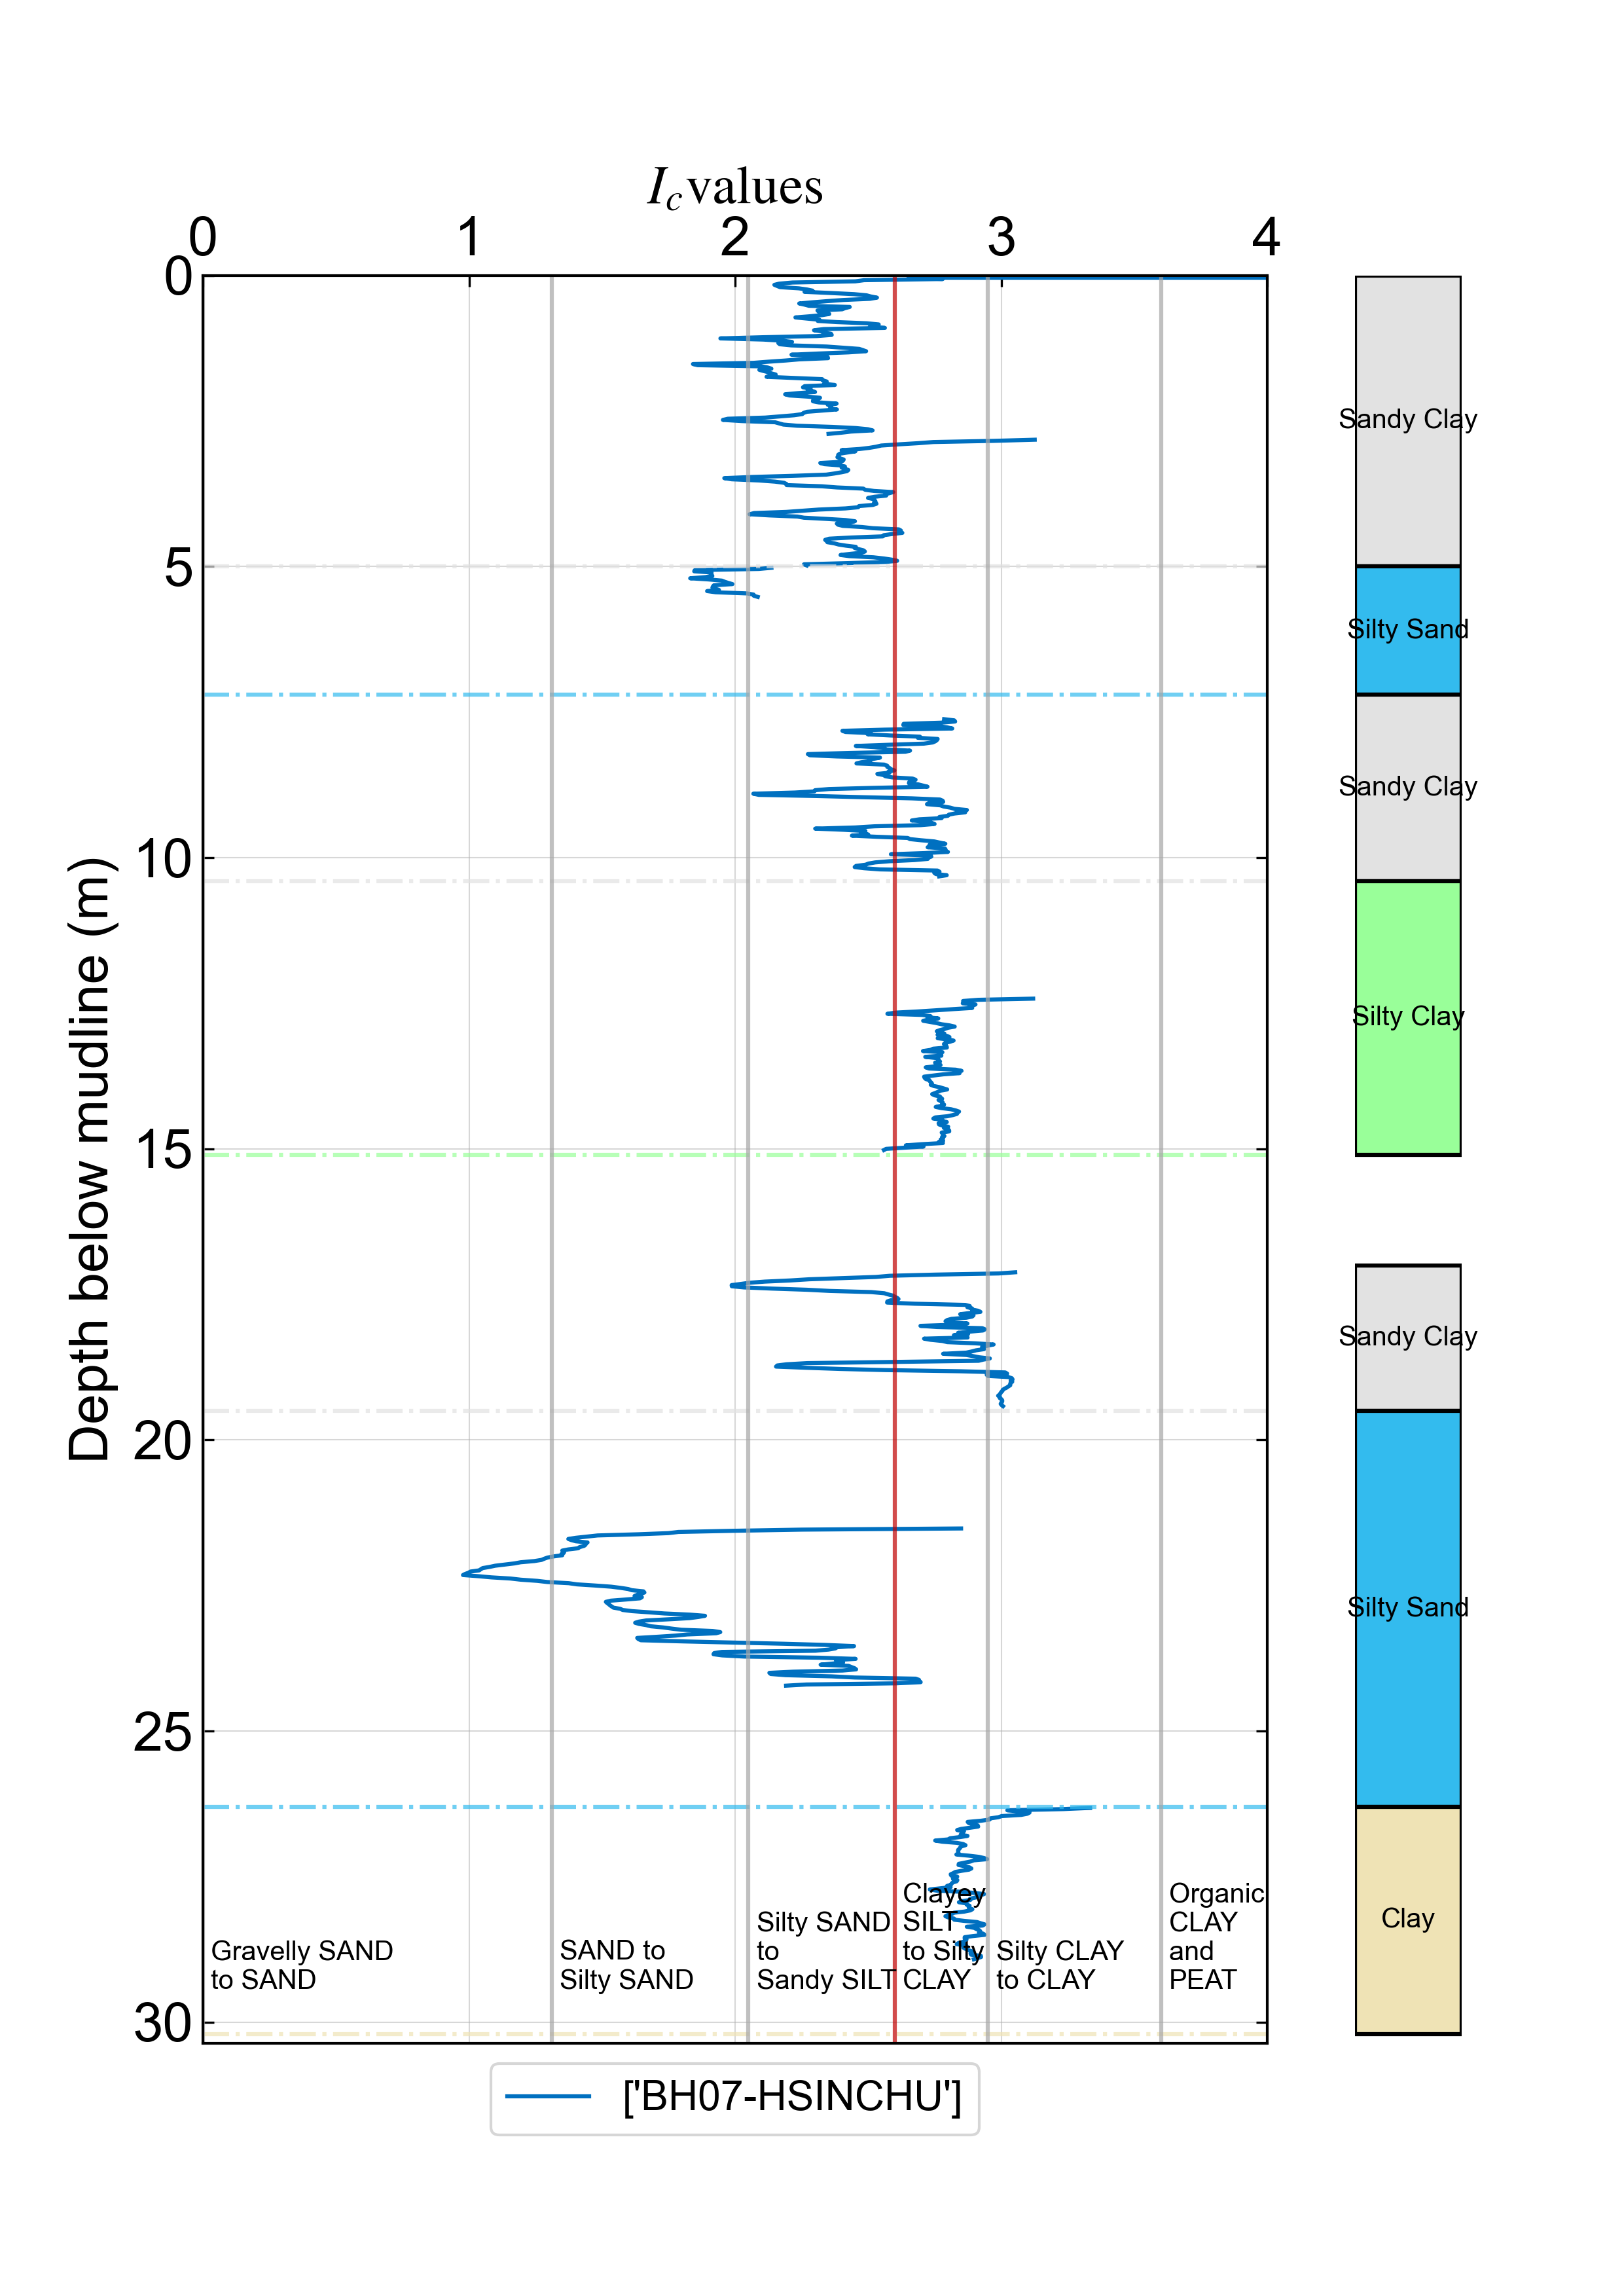 I_c values
0 1 2 3 4
0
5
10
15
20
25
30
Depth below mudline (m)
Sandy Clay
Silty Sand
Sandy Clay
Silty Clay
Sandy Clay
Silty Sand
Clay
Gravelly SAND
to SAND
SAND to
Silty SAND
Silty SAND
to
Sandy SILT
Clayey
SILT
to Silty
CLAY
Silty CLAY
to CLAY
Organic
CLAY
and
PEAT
['BH07-HSINCHU']